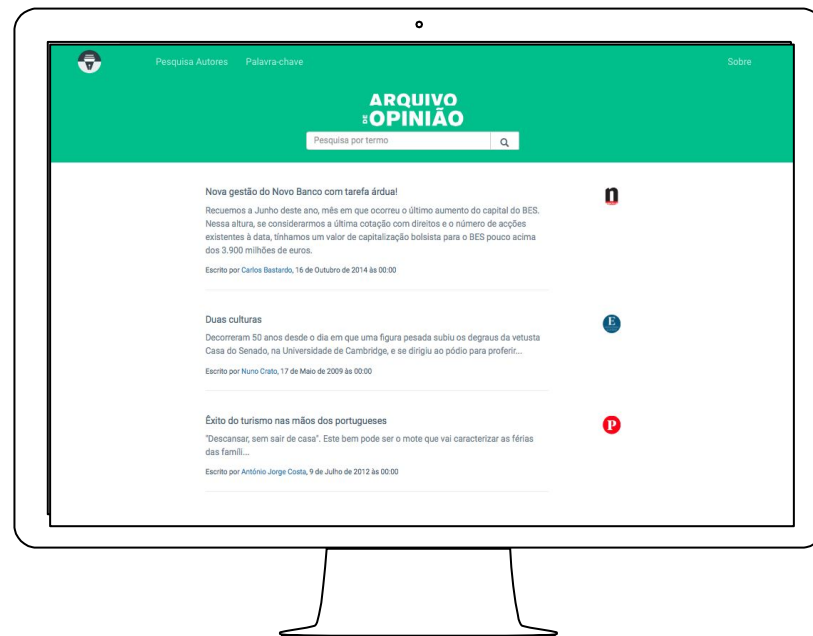 Pesquisa Autores Palavra-chave Sobre
ARQUIVO
DE OPINIÃO
Pesquisa por termo
Nova gestão do Novo Banco com tarefa árdua!
n
Recuemos a Junho deste ano, mês em que ocorreu o último aumento do capital do BES.
Nessa altura, se considerarmos a última cotação com direitos e o número de acções
existentes à data, tínhamos um valor de capitalização bolsista para o BES pouco acima
dos 3.900 milhões de euros.
Escrito por Carlos Bastardo, 16 de Outubro de 2014 às 00:00
Duas culturas
E
Decorreram 50 anos desde o dia em que uma figura pesada subiu os degraus da vetusta
Casa do Senado, na Universidade de Cambridge, e se dirigiu ao pódio para proferir...
Escrito por Nuno Crato, 17 de Maio de 2009 às 00:00
Êxito do turismo nas mãos dos portugueses
P
"Descansar, sem sair de casa". Este bem pode ser o mote que vai caracterizar as férias
das famíli...
Escrito por António Jorge Costa, 9 de Julho de 2012 às 00:00